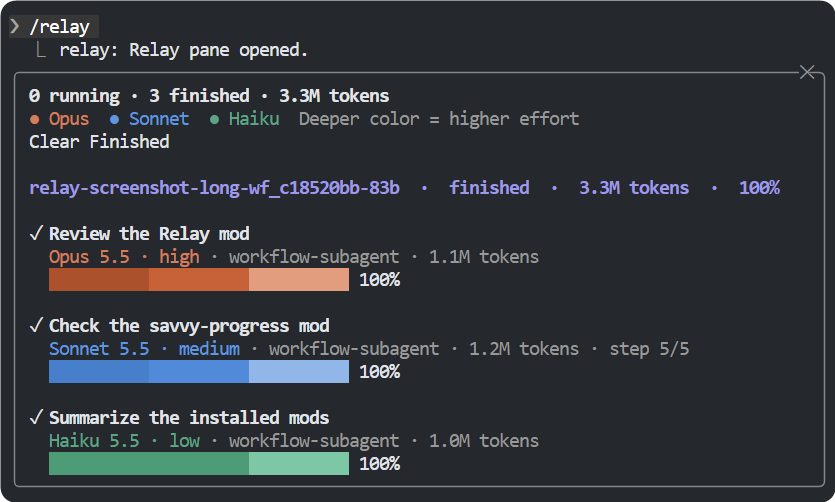 ❯ /relay
⎿ relay: Relay pane opened.
0 running · 3 finished · 3.3M tokens
● Opus ● Sonnet ● Haiku Deeper color = higher effort
Clear Finished
relay-screenshot-long-wf_c18520bb-83b · finished · 3.3M tokens · 100%
✓ Review the Relay mod
Opus 5.5 · high · workflow-subagent · 1.1M tokens
100%
✓ Check the savvy-progress mod
Sonnet 5.5 · medium · workflow-subagent · 1.2M tokens · step 5/5
100%
✓ Summarize the installed mods
Haiku 5.5 · low · workflow-subagent · 1.0M tokens
100%